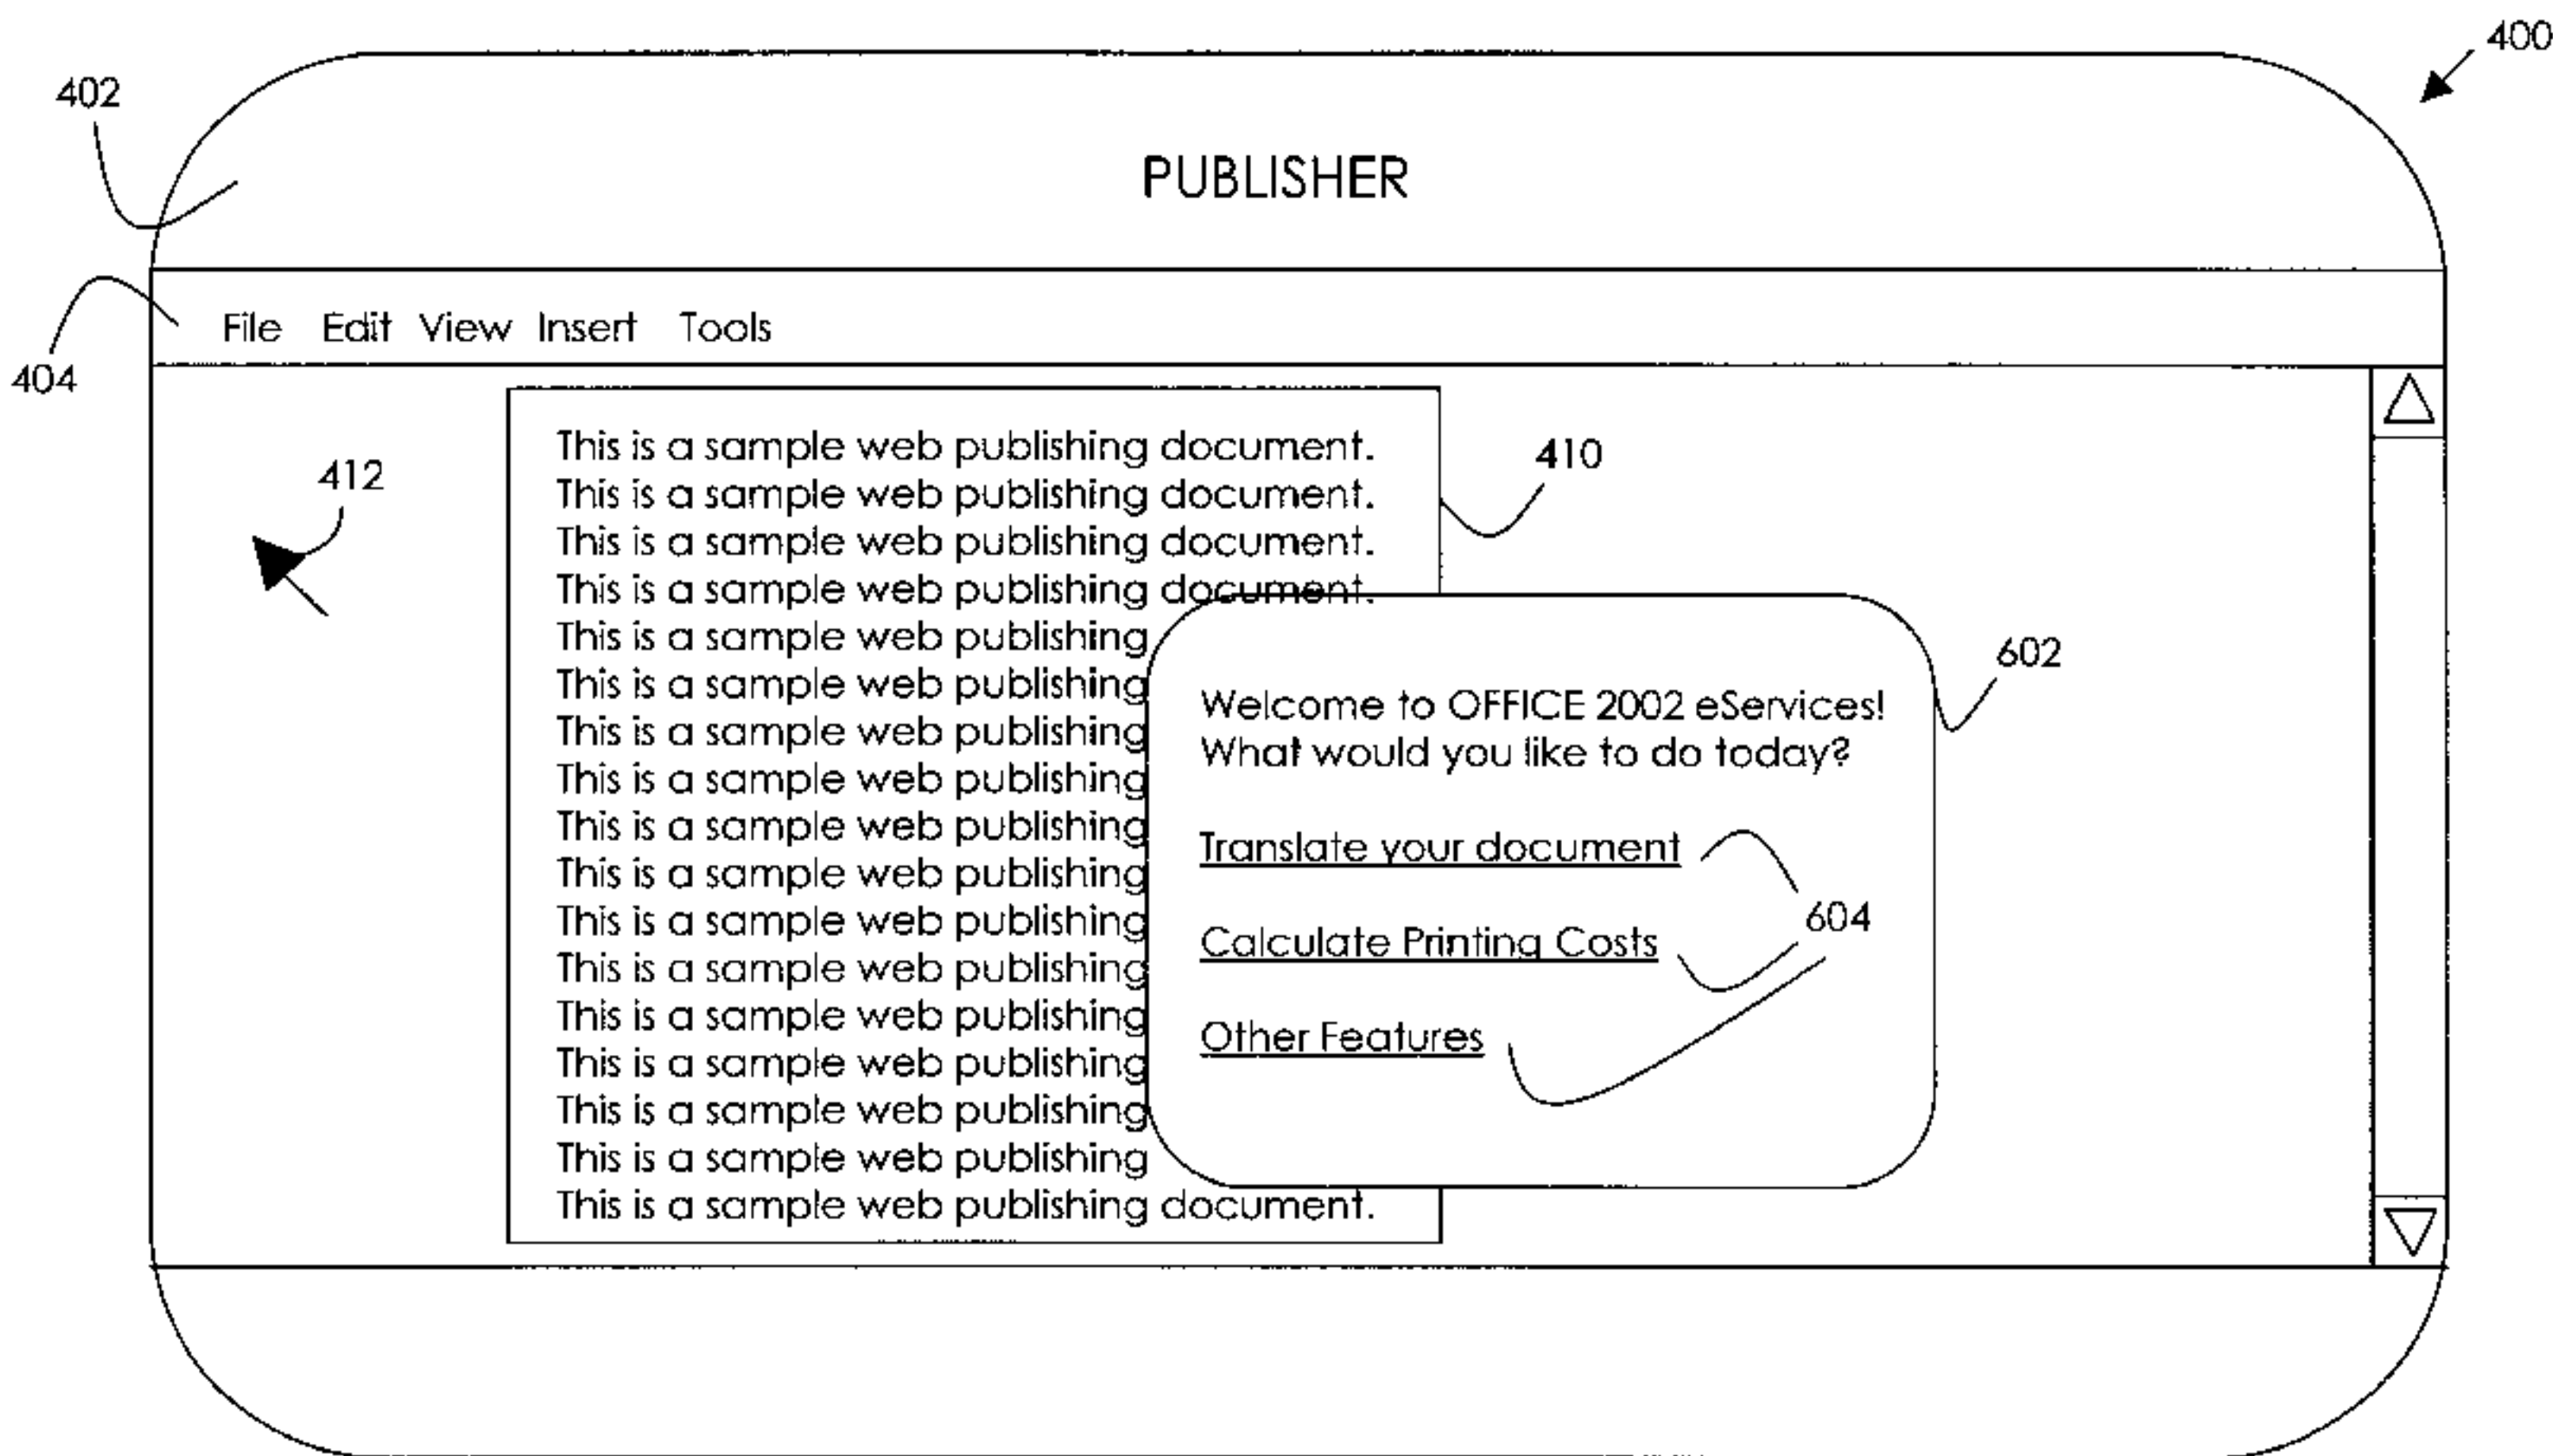 400
402
PUBLISHER
404
File Edit View Insert Tools
412
410
This is a sample web publishing document.
This is a sample web publishing document.
This is a sample web publishing document.
This is a sample web publishing document.
This is a sample web publishing
This is a sample web publishing
This is a sample web publishing
This is a sample web publishing
This is a sample web publishing
This is a sample web publishing
This is a sample web publishing
This is a sample web publishing
This is a sample web publishing
This is a sample web publishing
This is a sample web publishing
This is a sample web publishing
This is a sample web publishing document.
602
Welcome to OFFICE 2002 eServices!
What would you like to do today?
Translate your document
604
Calculate Printing Costs
Other Features